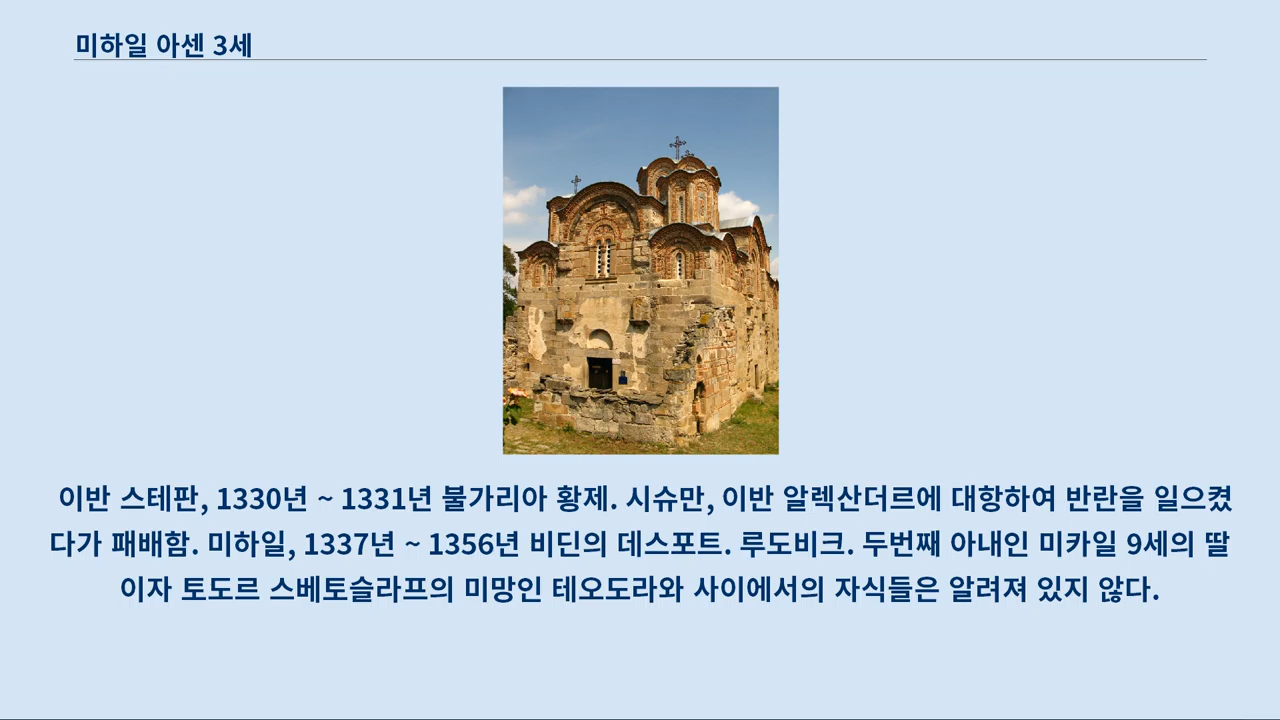 미하일 아센 3세
이반 스테판, 1330년 ~ 1331년 불가리아 황제. 시슈만, 이반 알렉산더르에 대항하여 반란을 일으켰
다가 패배함. 미하일, 1337년 ~ 1356년 비딘의 데스포트. 루도비크. 두번째 아내인 미카일 9세의 딸
이자 토도르 스베토슬라프의 미망인 테오도라와 사이에서의 자식들은 알려져 있지 않다.